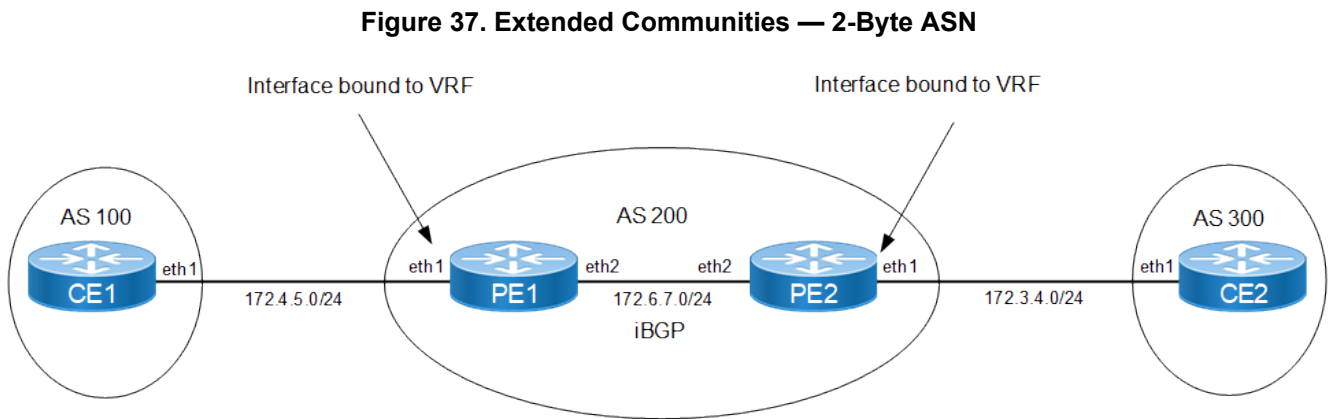 Figure 37. Extended Communities — 2-Byte ASN
Interface bound to VRF
Interface bound to VRF
AS 100
AS 200
AS 300
eth1
eth1
eth2
eth2
eth1
eth1
CE1
PE1
PE2
CE2
172.4.5.0/24
172.6.7.0/24
172.3.4.0/24
iBGP